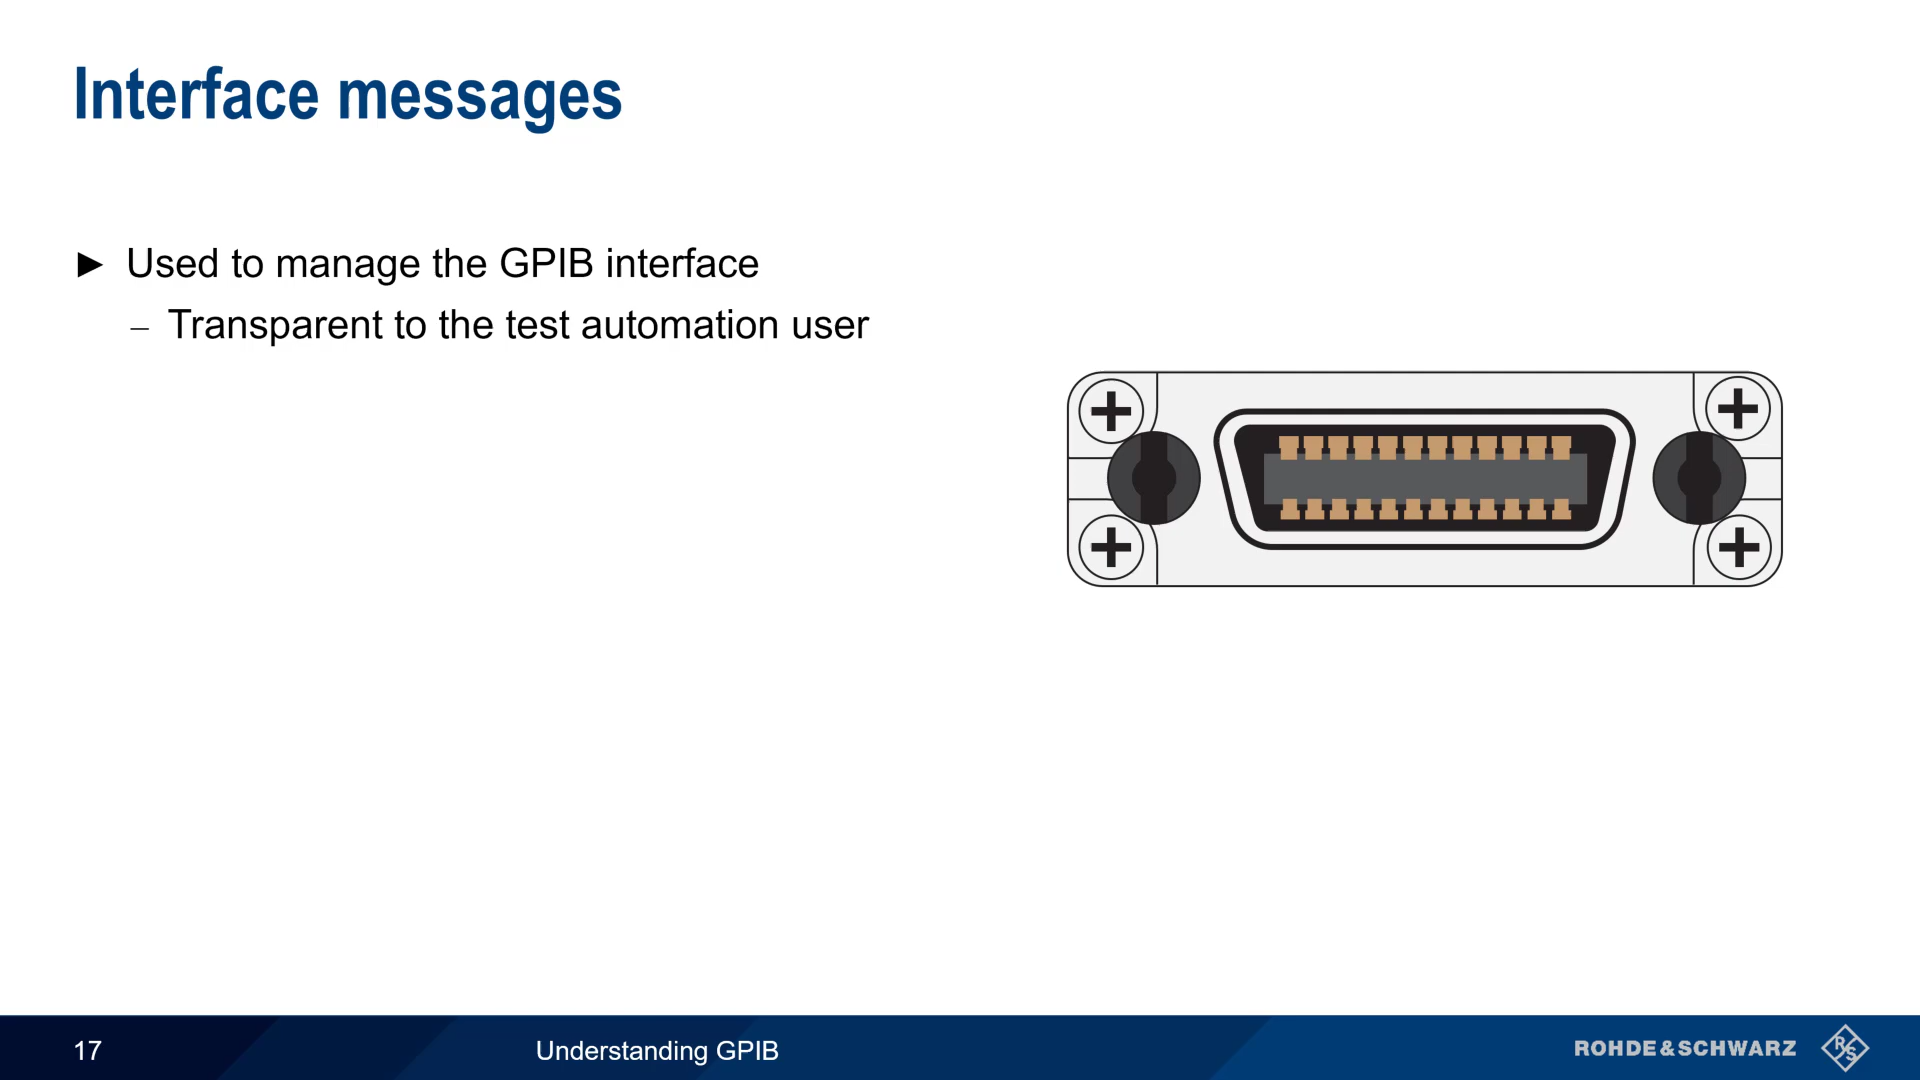 Interface messages
► Used to manage the GPIB interface
– Transparent to the test automation user
17
Understanding GPIB
ROHDE&SCHWARZ
R S